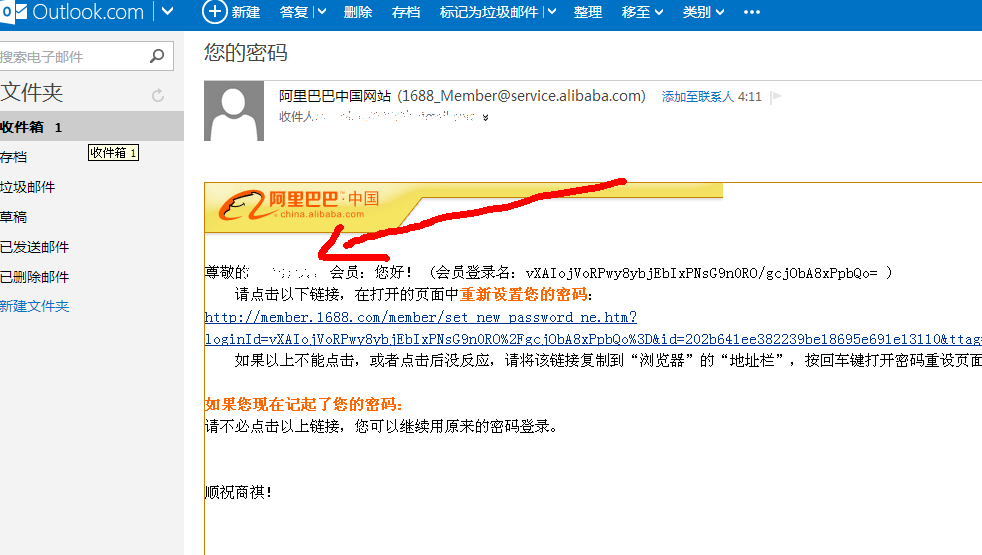 Outlook.com
新建 答复 删除 存档 标记为垃圾邮件 整理 移至 类别 •••
搜索电子邮件
您的密码
文件夹
阿里巴巴中国网站 (1688_Member@service.alibaba.com) 添加至联系人 4:11
收件人
收件箱 1
收件箱 1
存档
垃圾邮件
草稿
已发送邮件
已删除邮件
新建文件夹
阿里巴巴 中国
china.alibaba.com
尊敬的 会员：您好！（会员登录名：vXAIojVoRPwy8ybjEbIxPNsG9n0RO/gcjObA8xPpbQo= ）
请点击以下链接，在打开的页面中重新设置您的密码：
http://member.1688.com/member/set_new_password_ne.htm?
loginId=vXAIojVoRPwy8ybjEbIxPNsG9n0RO%2FgcjObA8xPpbQo%3D&id=202b641ee382239be18695e691e13110&ttag=
如果以上不能点击，或者点击后没反应，请将该链接复制到“浏览器”的“地址栏”，按回车键打开密码重设页面
如果您现在记起了您的密码：
请不必点击以上链接，您可以继续用原来的密码登录。
顺祝商祺！